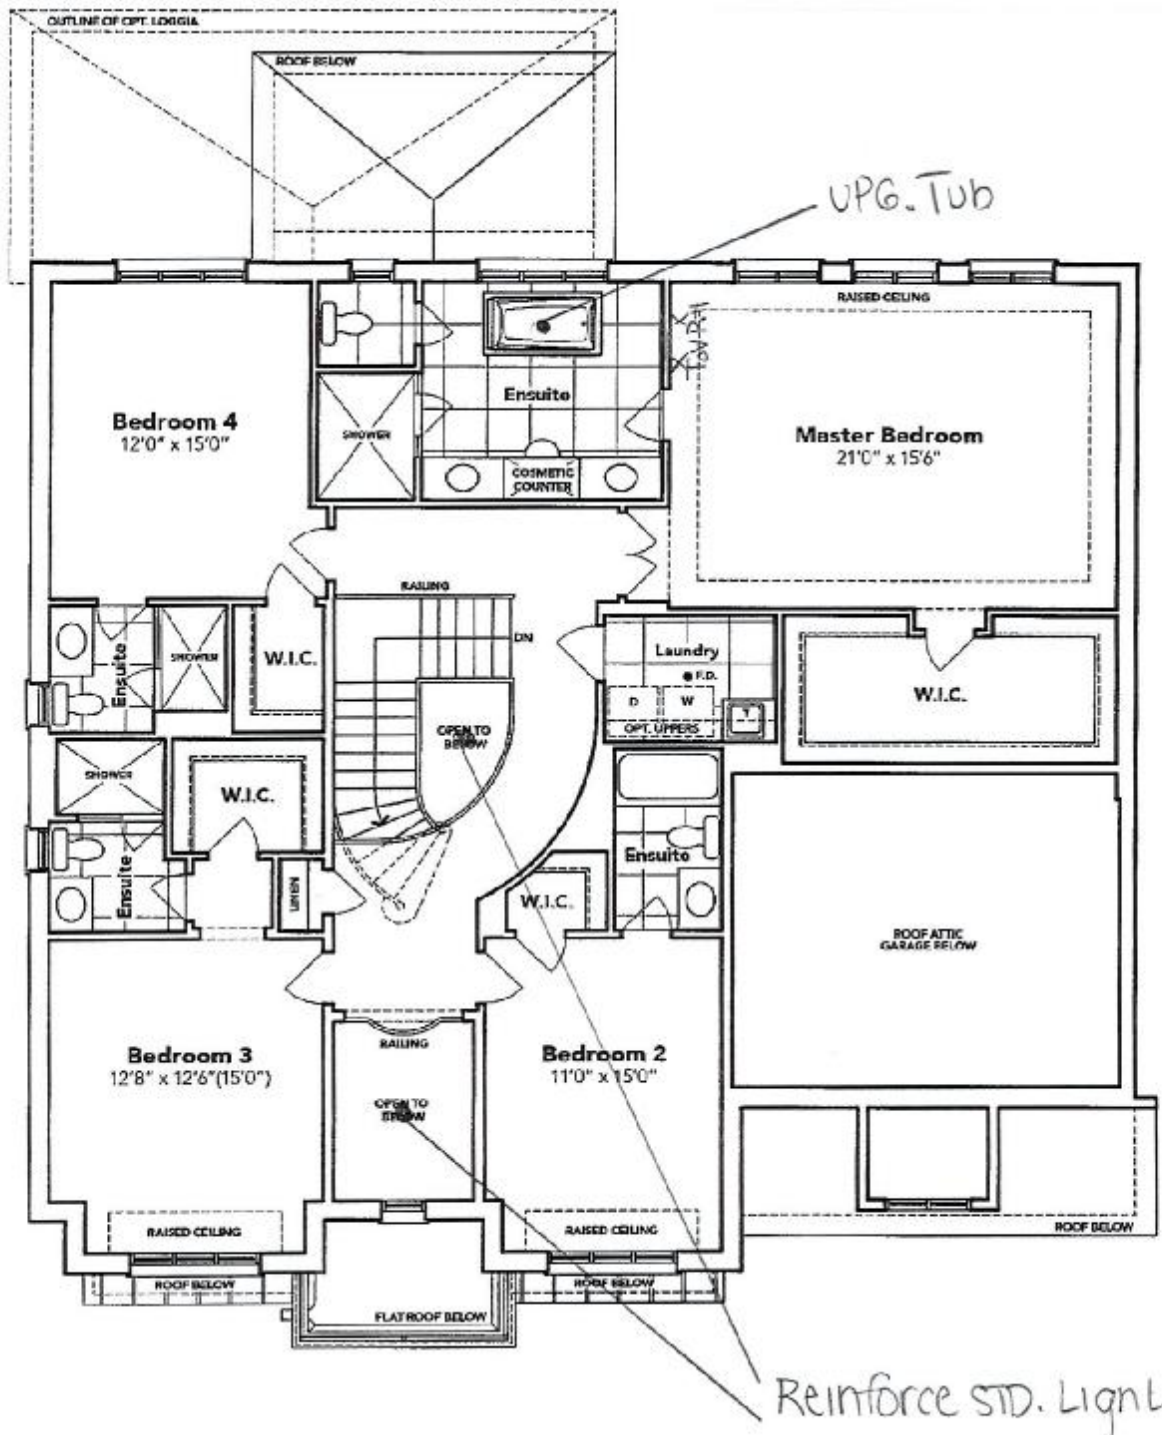 OUTLINE OF OPT. LOGGIA
ROOF BELOW
UPG. Tub
RAISED CEILING
Bedroom 4
12'0" x 15'0"
Ensuite
SHOWER
COSMETIC
COUNTER
Master Bedroom
21'0" x 15'6"
RAILING
DN
Laundry
F.D.
D
W
T
OPT. UPPERS
SHOWER
W.I.C.
Ensuite
W.I.C.
OPEN TO
BELOW
SHOWER
W.I.C.
Ensuite
LINEN
Ensuite
W.I.C.
ROOF ATTIC
GARAGE BELOW
RAILING
Bedroom 3
12'8" x 12'6"(15'0")
Bedroom 2
11'0" x 15'0"
OPEN TO
BELOW
RAISED CEILING
RAISED CEILING
ROOF BELOW
ROOF BELOW
ROOF BELOW
FLAT ROOF BELOW
Reinforce STD. Light